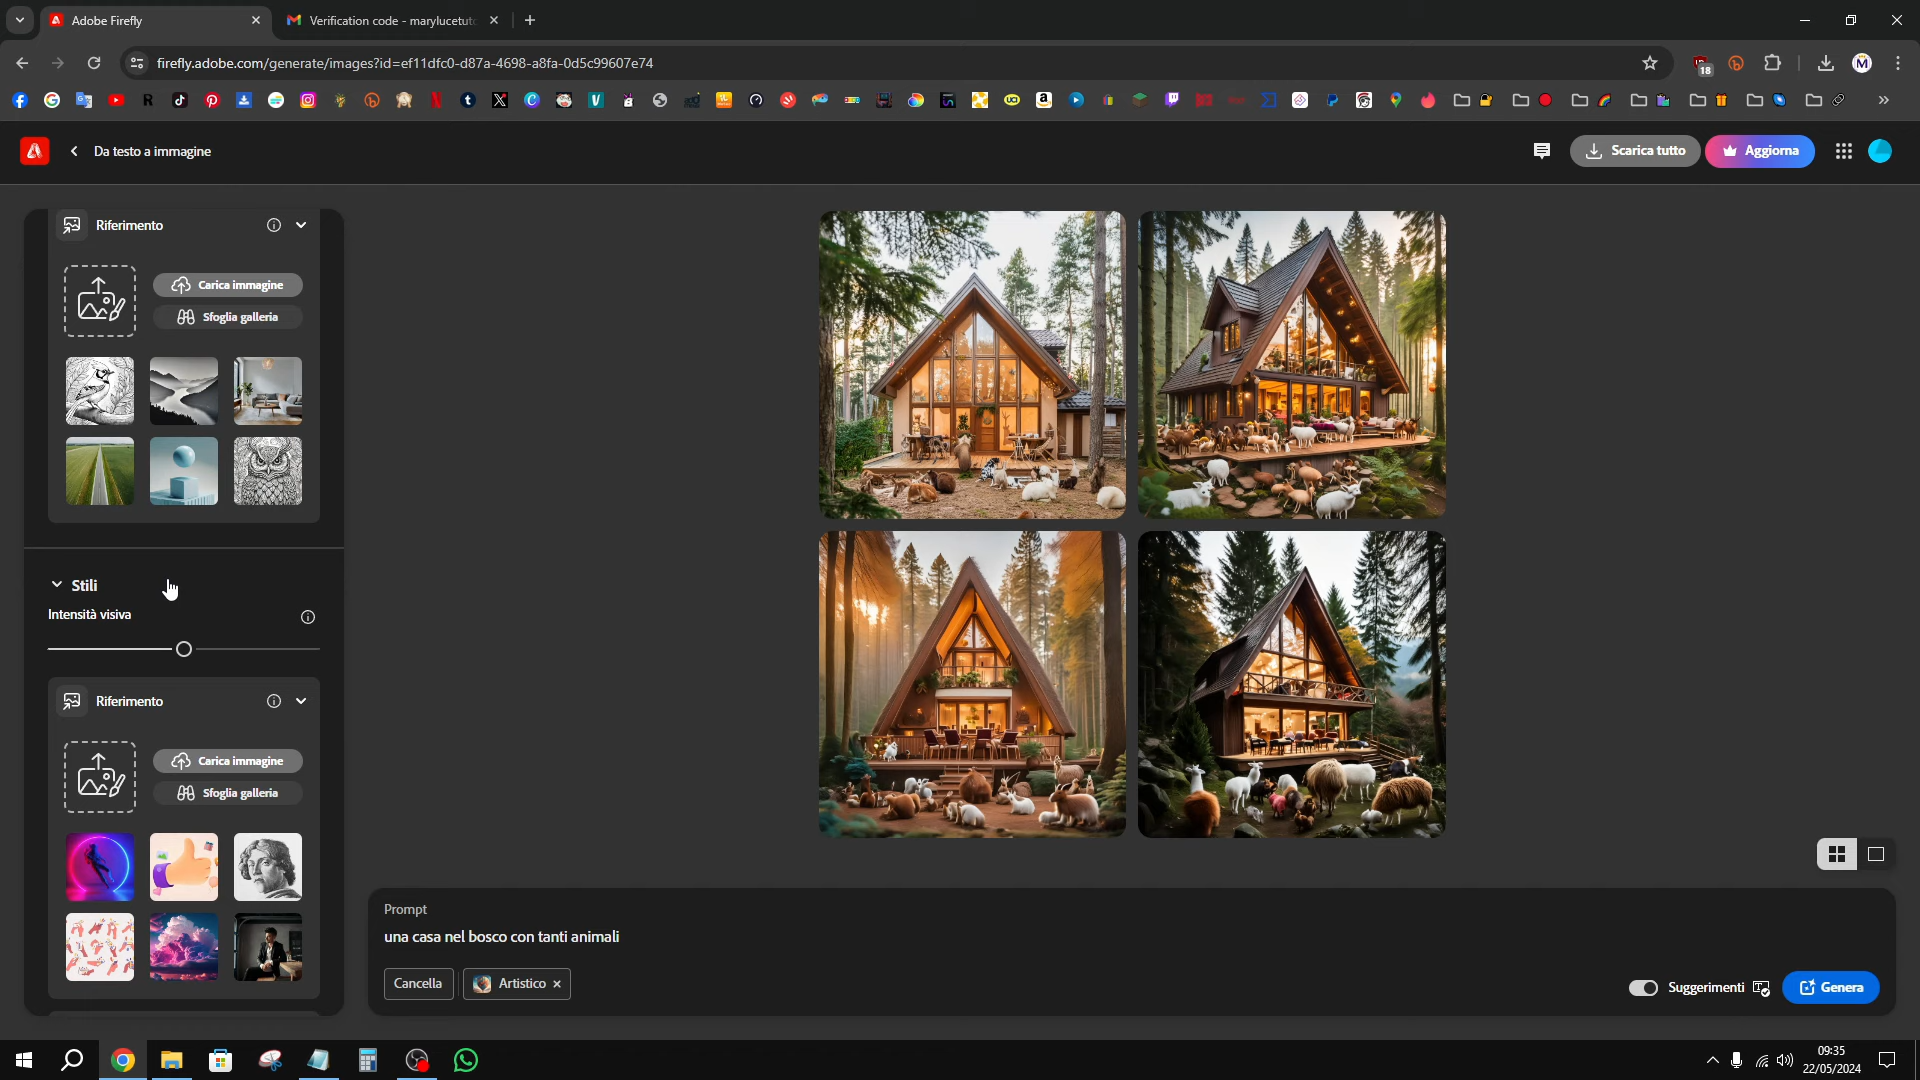 Adobe Firefly
Verification code - marylucetut
firefly.adobe.com/generate/images?id=ef11dfc0-d87a-4698-a8fa-0d5c99607e74
18
M
Da testo a immagine
Scarica tutto
Aggiorna
Riferimento
Carica immagine
Sfoglia galleria
Stili
Intensità visiva
Riferimento
Carica immagine
Sfoglia galleria
Prompt
una casa nel bosco con tanti animali
Cancella
Artistico
Suggerimenti
Genera
09:35
22/05/2024